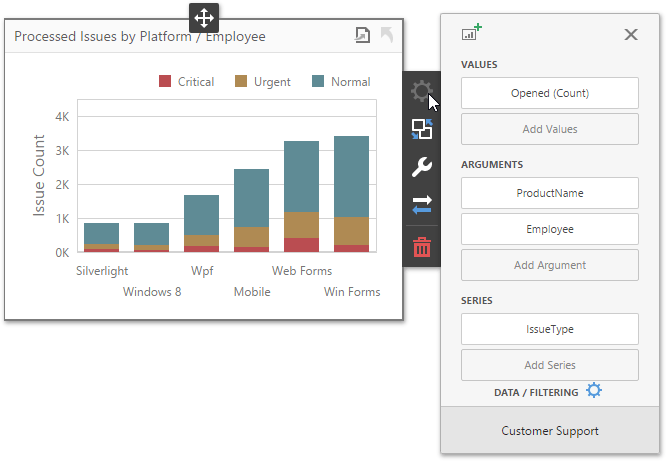 Processed Issues by Platform / Employee
Critical
Urgent
Normal
Issue Count
4K
3K
2K
1K
0K
Silverlight
Wpf
Web Forms
Windows 8
Mobile
Win Forms
VALUES
Opened (Count)
Add Values
ARGUMENTS
ProductName
Employee
Add Argument
SERIES
IssueType
Add Series
DATA / FILTERING
Customer Support